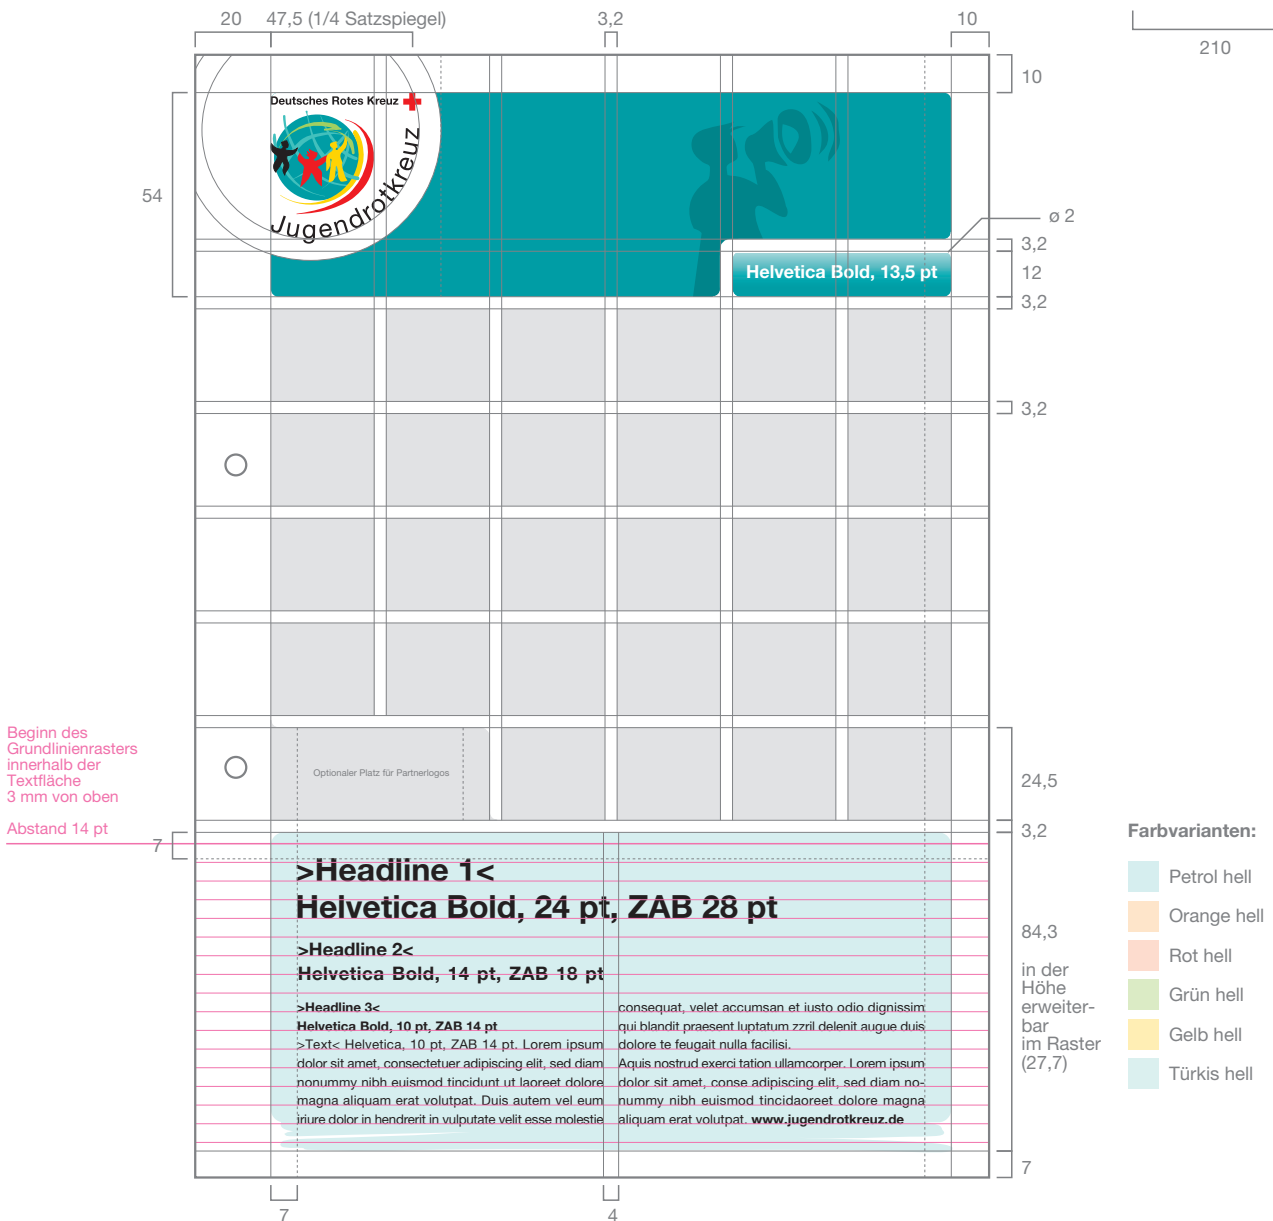 20
47,5 (1/4 Satzspiegel)
3,2
10
210
10
Deutsches Rotes Kreuz
Jugendrotkreuz
54
ø 2
3,2
Helvetica Bold, 13,5 pt
12
3,2
3,2
Beginn des
Grundlinienrasters
innerhalb der
Textfläche
3 mm von oben
Abstand 14 pt
Optionaler Platz für Partnerlogos
24,5
3,2
7
>Headline 1<
Helvetica Bold, 24 pt, ZAB 28 pt
>Headline 2<
Helvetica Bold, 14 pt, ZAB 18 pt
>Headline 3<
Helvetica Bold, 10 pt, ZAB 14 pt
>Text< Helvetica, 10 pt, ZAB 14 pt. Lorem ipsum
dolor sit amet, consectetuer adipiscing elit, sed diam
nonummy nibh euismod tincidunt ut laoreet dolore
magna aliquam erat volutpat. Duis autem vel eum
iriure dolor in hendrerit in vulputate velit esse molestie
consequat, velet accumsan et iusto odio dignissim
qui blandit praesent luptatum zzril delenit augue duis
dolore te feugait nulla facilisi.
Aquis nostrud exerci tation ullamcorper. Lorem ipsum
dolor sit amet, conse adipiscing elit, sed diam no-
nummy nibh euismod tincidaoreet dolore magna
aliquam erat volutpat. www.jugendrotkreuz.de
84,3
in der
Höhe
erweiter-
bar
im Raster
(27,7)
7
7
4
Farbvarianten:
Petrol hell
Orange hell
Rot hell
Grün hell
Gelb hell
Türkis hell